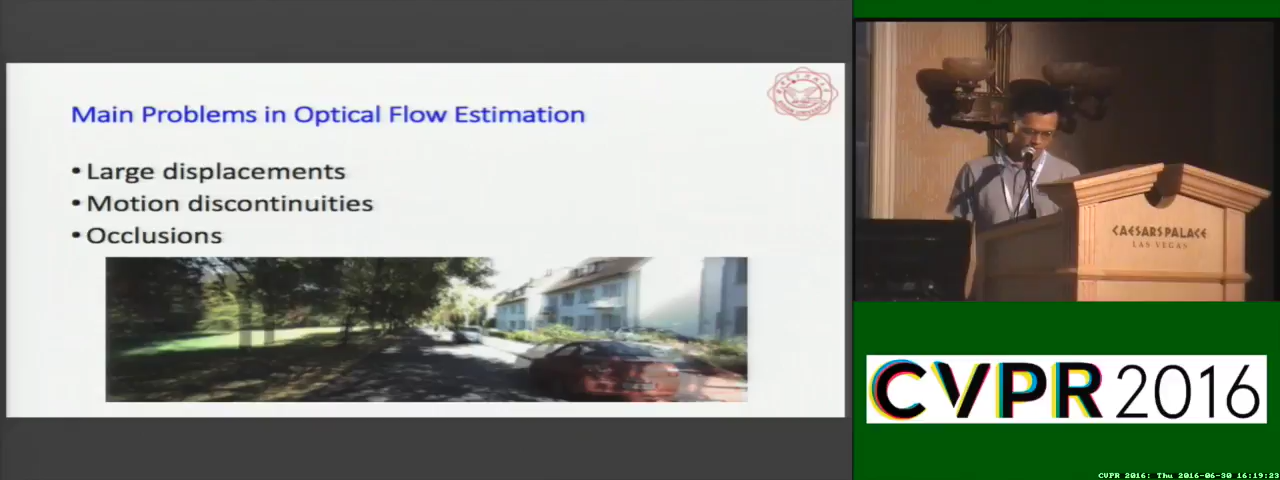 Main Problems in Optical Flow Estimation
• Large displacements
• Motion discontinuities
• Occlusions
CAESARS PALACE
LAS VEGAS
CVPR 2016
CVPR 2016: Thu 2016-06-30 16:19:23